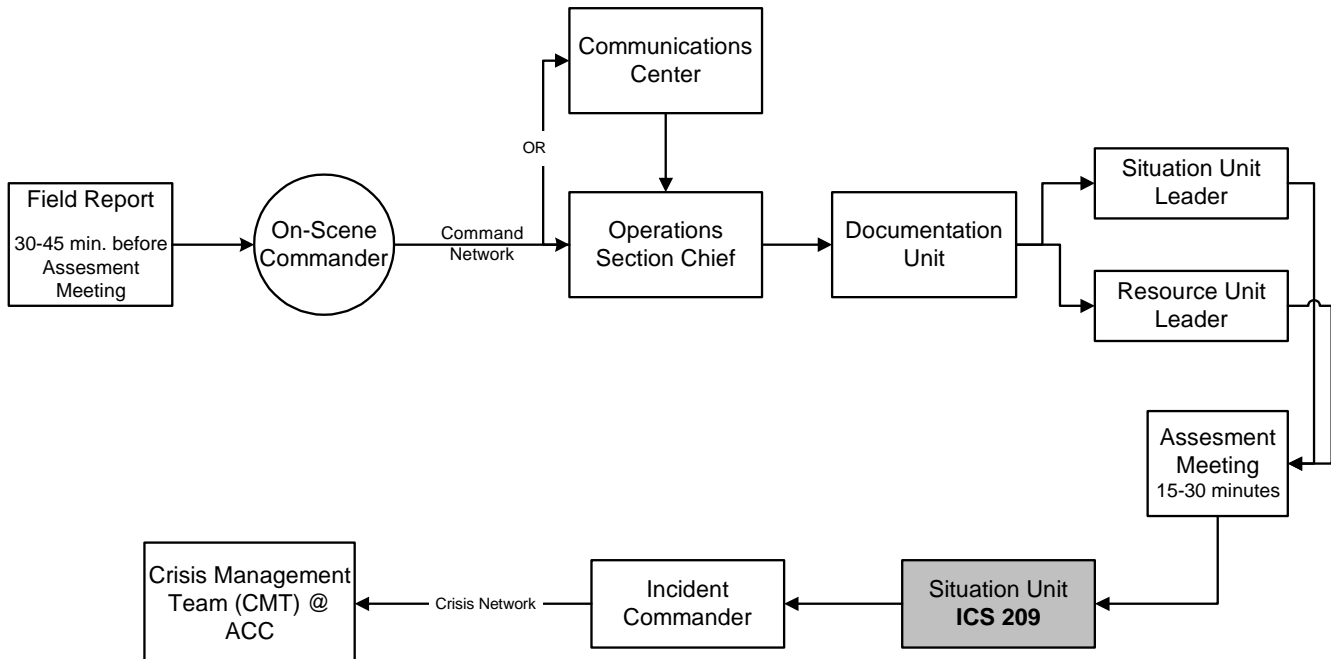 Communications
Center
OR
Field Report
30-45 min. before
Assesment
Meeting
On-Scene
Commander
Command
Network
Operations
Section Chief
Documentation
Unit
Situation Unit
Leader
Resource Unit
Leader
Assesment
Meeting
15-30 minutes
Crisis Management
Team (CMT) @
ACC
Crisis Network
Incident
Commander
Situation Unit
ICS 209